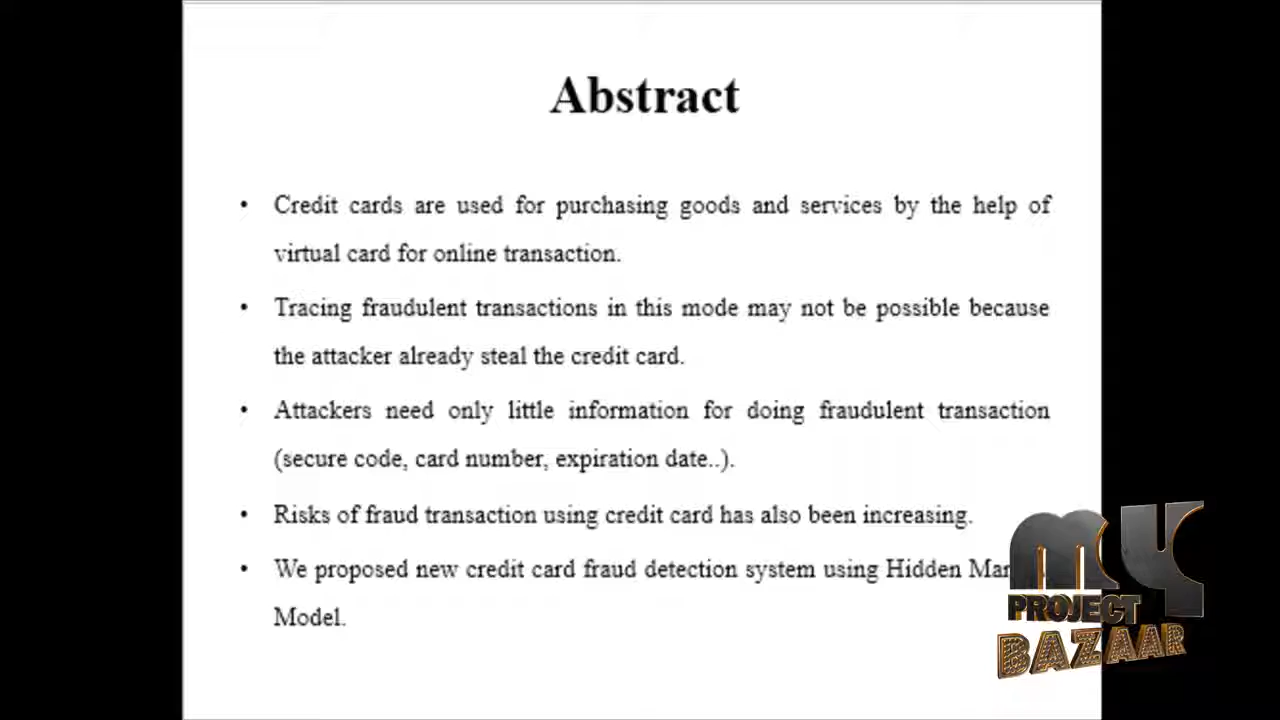 Abstract
• Credit cards are used for purchasing goods and services by the help of
virtual card for online transaction.
• Tracing fraudulent transactions in this mode may not be possible because
the attacker already steal the credit card.
• Attackers need only little information for doing fraudulent transaction
(secure code, card number, expiration date..).
• Risks of fraud transaction using credit card has also been increasing.
• We proposed new credit card fraud detection system using Hidden
Model.
MY
PROJECT
BAZAAR